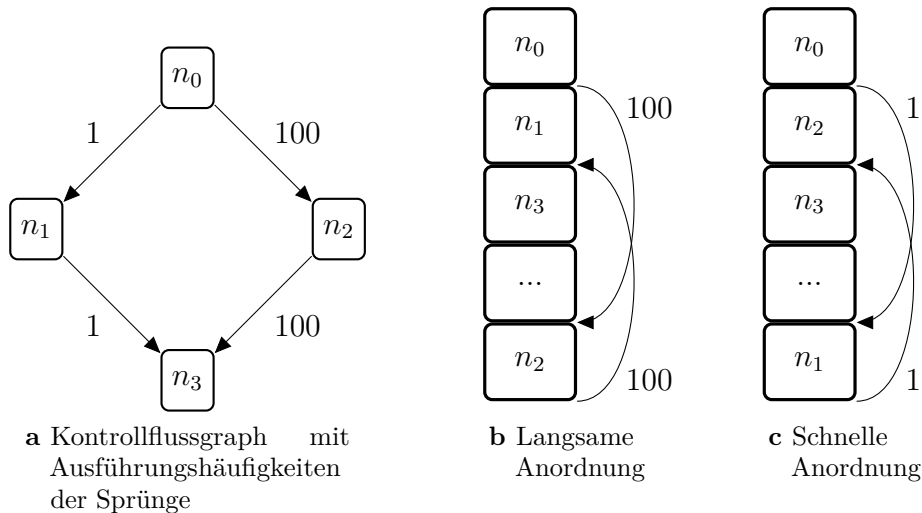 n0
1
100
n1
n2
1
100
n3
a Kontrollflussgraph mit
Ausführungshäufigkeiten
der Sprünge
n0
100
n1
n3
...
n2
100
b Langsame
Anordnung
n0
1
n2
n3
...
n1
1
c Schnelle
Anordnung